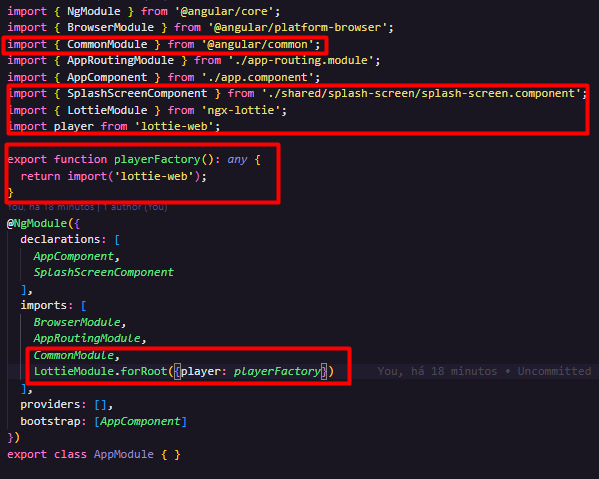 import { NgModule } from '@angular/core';
import { BrowserModule } from '@angular/platform-browser';
import { CommonModule } from '@angular/common';
import { AppRoutingModule } from './app-routing.module';
import { AppComponent } from './app.component';
import { SplashScreenComponent } from './shared/splash-screen/splash-screen.component';
import { LottieModule } from 'ngx-lottie';
import player from 'lottie-web';
export function playerFactory(): any {
  return import('lottie-web');
}
You, há 18 minutos | 1 author (You)
@NgModule({
  declarations: [
    AppComponent,
    SplashScreenComponent
  ],
  imports: [
    BrowserModule,
    AppRoutingModule,
    CommonModule,
    LottieModule.forRoot({player: playerFactory}) You, há 18 minutos • Uncommitted
  ],
  providers: [],
  bootstrap: [AppComponent]
})
export class AppModule { }